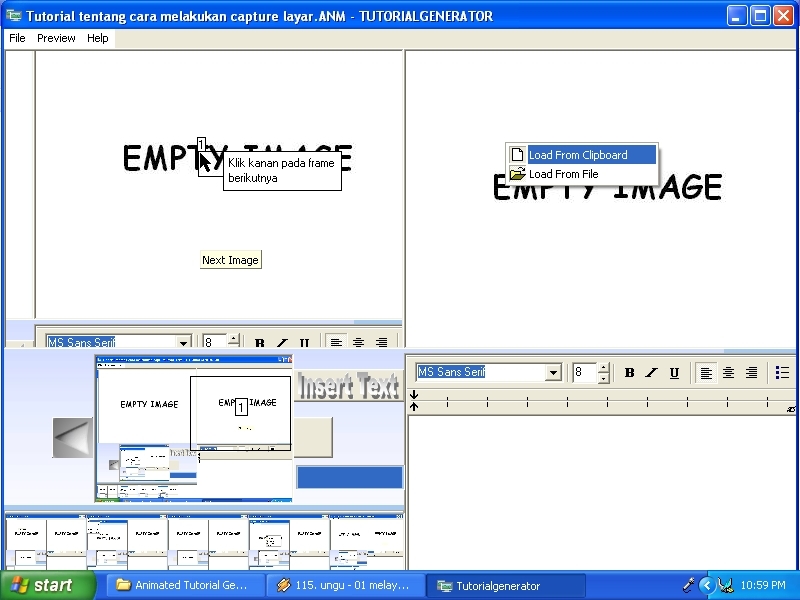 Tutorial tentang cara melakukan capture layar.ANM - TUTORIALGENERATOR
File Preview Help
EMPTY IMAGE
1
Klik kanan pada frame
berikutnya
Next Image
Load From Clipboard
Load From File
EMPTY IMAGE
MS Sans Serif 8 B I U
MS Sans Serif 8 B I U
EMPTY IMAGE
EMPTY IMAGE
1
Insert Text
start
Animated Tutorial Ge...
115. ungu - 01 melay...
Tutorialgenerator
10:59 PM